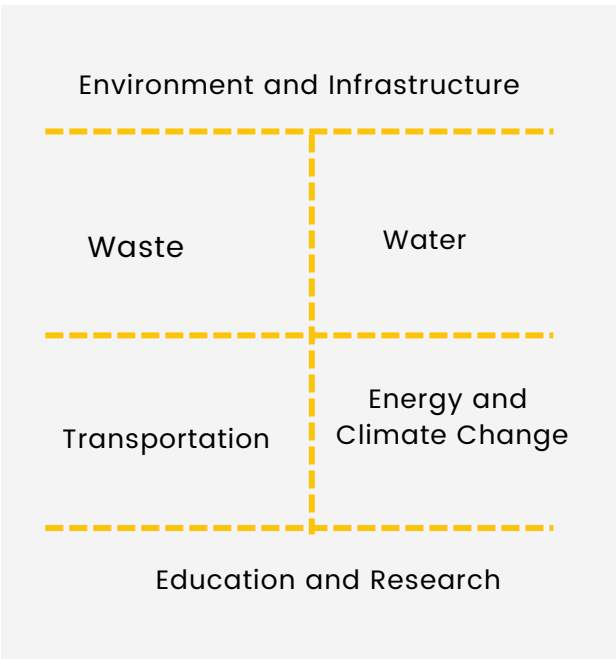 Environment and Infrastructure
Waste
Water
Transportation
Energy and
Climate Change
Education and Research